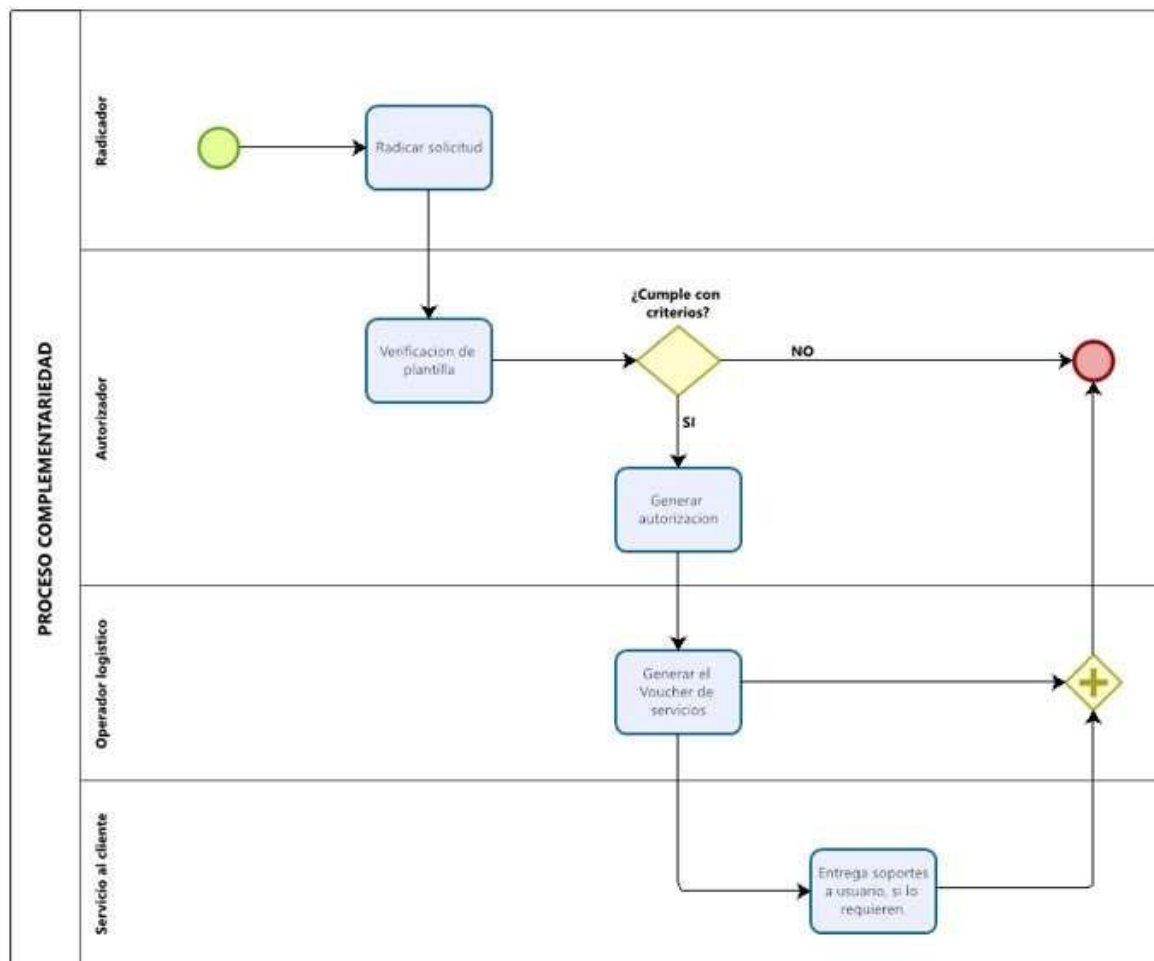 PROCESO COMPLEMENTARIEDAD
Radicador
Radicar solicitud
Autorizador
Verificacion de
plantilla
¿Cumple con
criterios?
NO
SI
Generar
autorizacion
Operador logístico
Generar el
Voucher de
servicios
Servicio al cliente
Entrega soportes
a usuario, si lo
requieren.